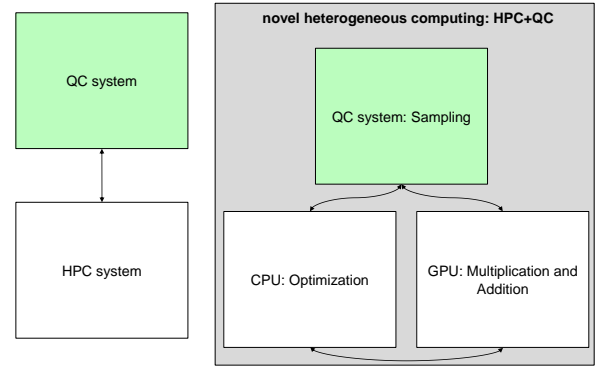 QC system
HPC system
novel heterogeneous computing: HPC+QC
QC system: Sampling
CPU: Optimization
GPU: Multiplication and
Addition